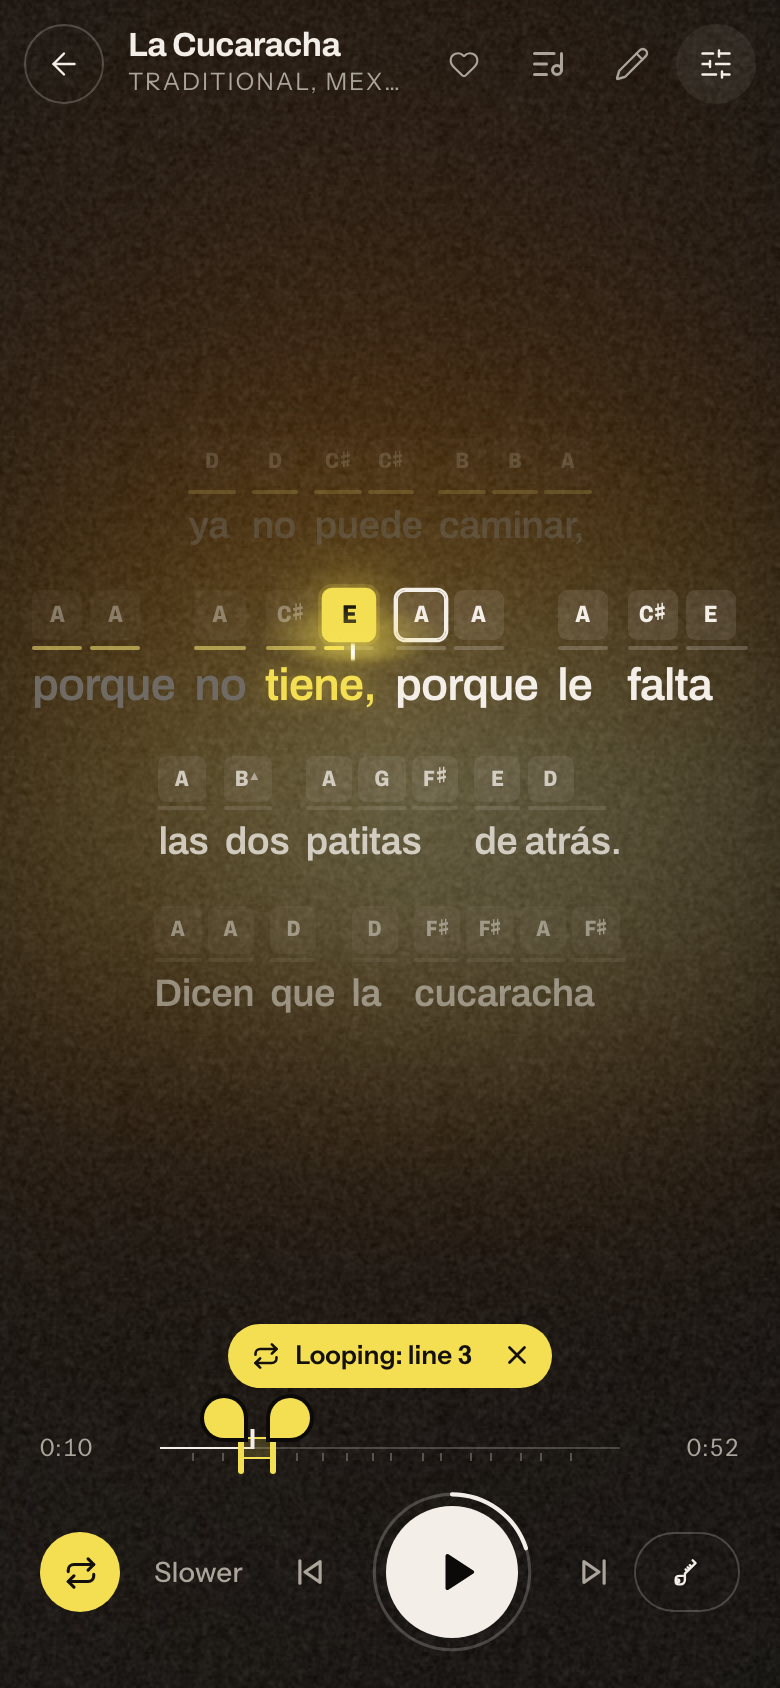 La Cucaracha
TRADITIONAL, MEX...
D D C♯ C♯ B B A
ya no puede caminar,
A A A C♯ E A A A C♯ E
porque no tiene, porque le falta
A B▲ A G F♯ E D
las dos patitas de atrás.
A A D D F♯ F♯ A F♯
Dicen que la cucaracha
Looping: line 3
0:10 0:52
Slower